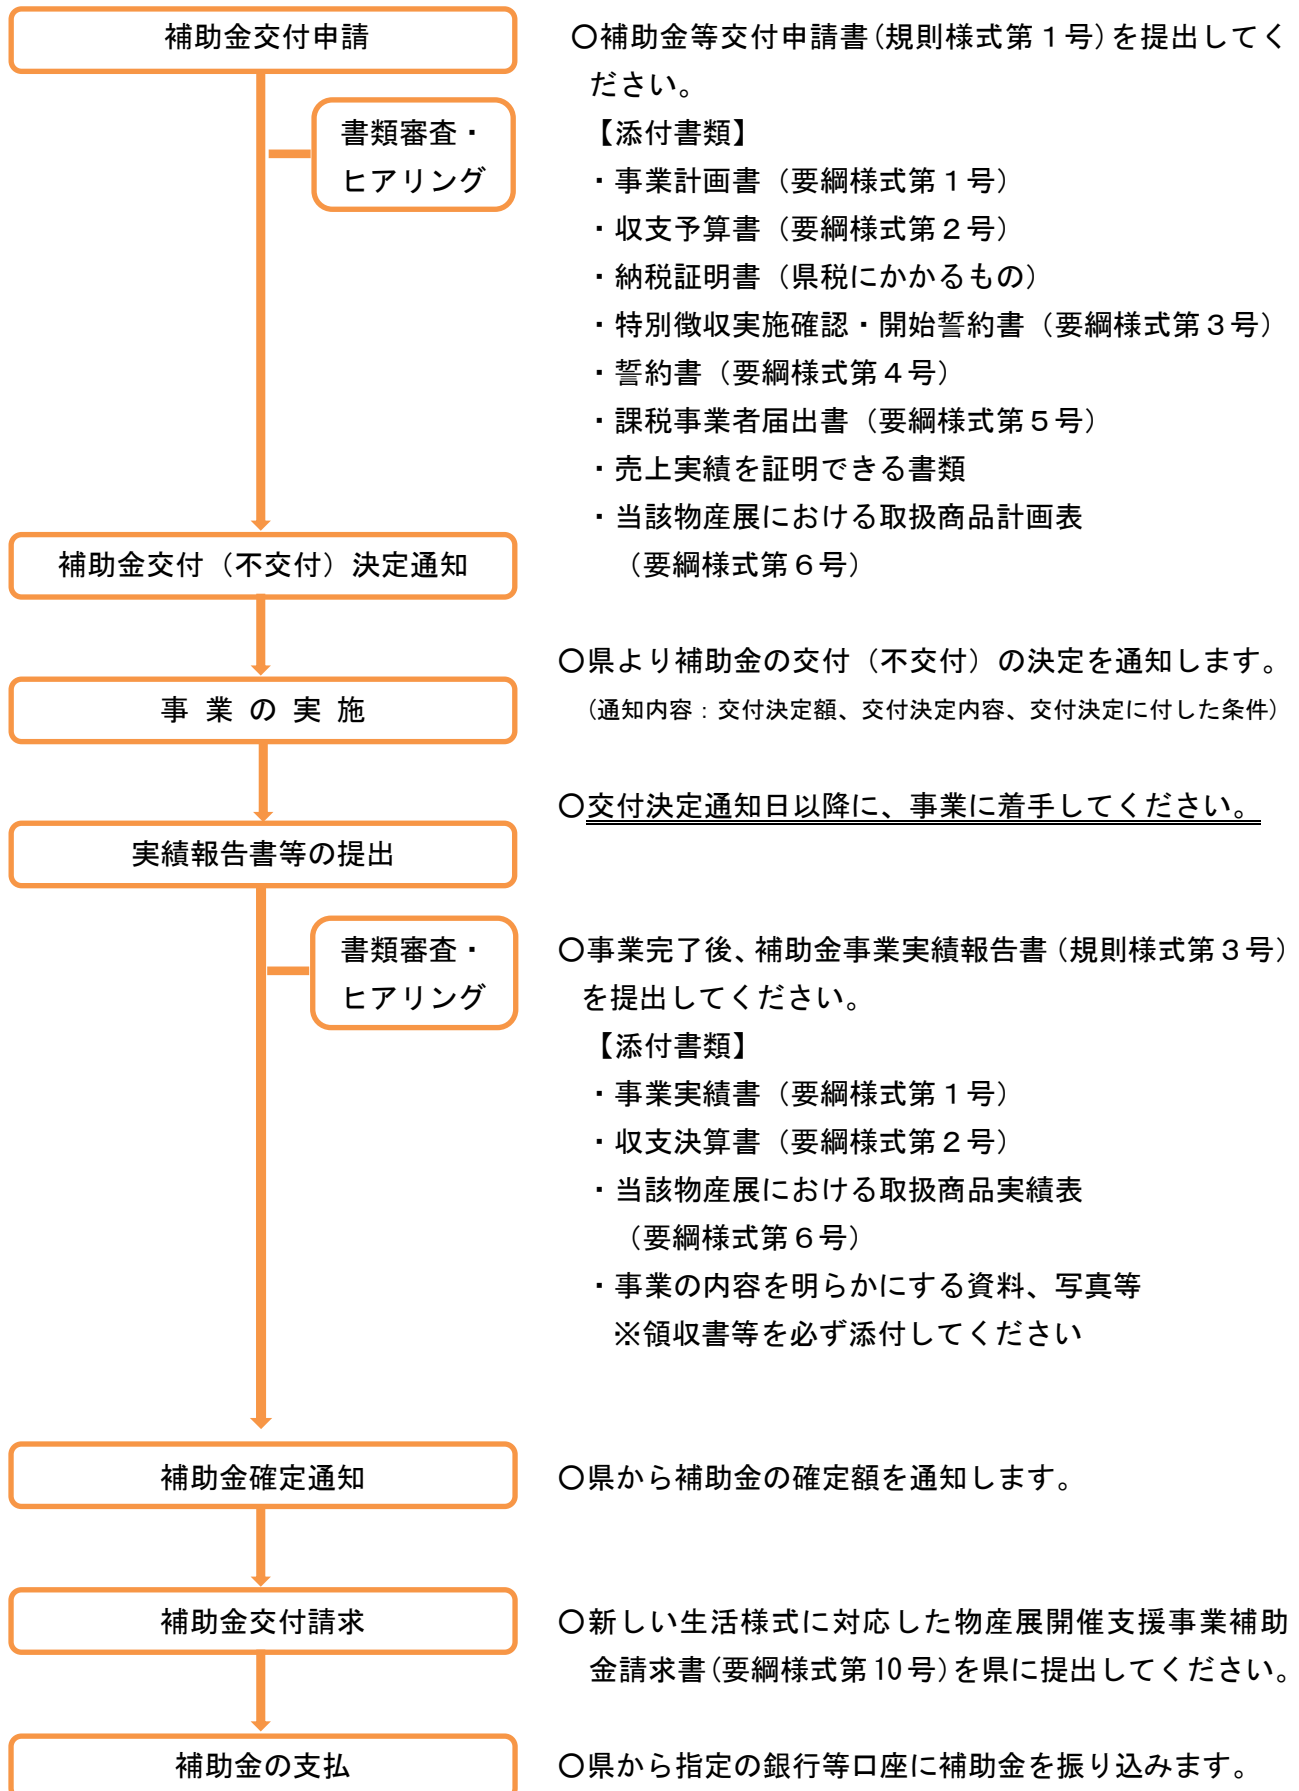 補助金交付申請
〇補助金等交付申請書(規則様式第１号)を提出してく
ださい。
書類審査・
ヒアリング
【添付書類】
・事業計画書（要綱様式第１号）
・収支予算書（要綱様式第２号）
・納税証明書（県税にかかるもの）
・特別徴収実施確認・開始誓約書（要綱様式第３号）
・誓約書（要綱様式第４号）
・課税事業者届出書（要綱様式第５号）
・売上実績を証明できる書類
・当該物産展における取扱商品計画表
（要綱様式第６号）
補助金交付（不交付）決定通知
〇県より補助金の交付（不交付）の決定を通知します。
（通知内容：交付決定額、交付決定内容、交付決定に付した条件）
事 業 の 実 施
〇交付決定通知日以降に、事業に着手してください。
実績報告書等の提出
書類審査・
ヒアリング
〇事業完了後、補助金事業実績報告書（規則様式第３号）
を提出してください。
【添付書類】
・事業実績書（要綱様式第１号）
・収支決算書（要綱様式第２号）
・当該物産展における取扱商品実績表
（要綱様式第６号）
・事業の内容を明らかにする資料、写真等
※領収書等を必ず添付してください
補助金確定通知
〇県から補助金の確定額を通知します。
補助金交付請求
〇新しい生活様式に対応した物産展開催支援事業補助
金請求書(要綱様式第10号)を県に提出してください。
補助金の支払
〇県から指定の銀行等口座に補助金を振り込みます。